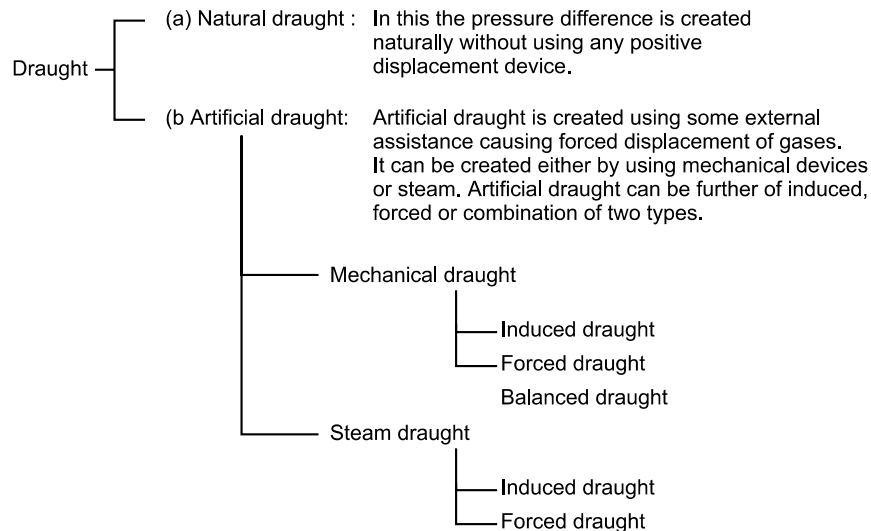 (a) Natural draught : In this the pressure difference is created
naturally without using any positive
displacement device.
Draught
(b Artificial draught: Artificial draught is created using some external
assistance causing forced displacement of gases.
It can be created either by using mechanical devices
or steam. Artificial draught can be further of induced,
forced or combination of two types.
Mechanical draught
Induced draught
Forced draught
Balanced draught
Steam draught
Induced draught
Forced draught